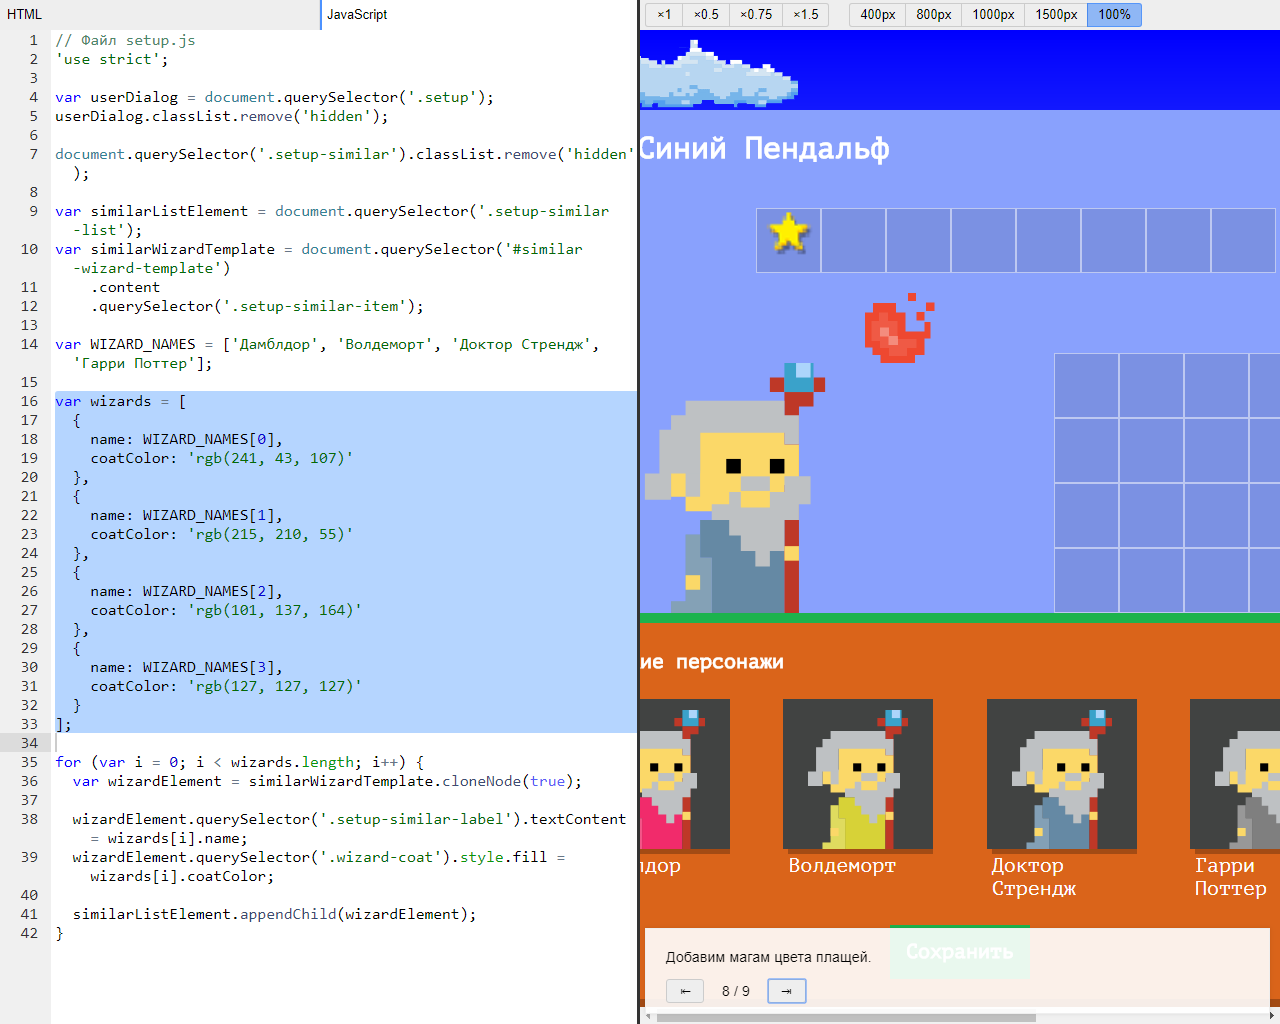 HTML
JavaScript
×1 ×0.5 ×0.75 ×1.5 400px 800px 1000px 1500px 100%
1 // Файл setup.js
2 'use strict';
3
4 var userDialog = document.querySelector('.setup');
5 userDialog.classList.remove('hidden');
6
7 document.querySelector('.setup-similar').classList.remove('hidden'
);
8
9 var similarListElement = document.querySelector('.setup-similar
-list');
10 var similarWizardTemplate = document.querySelector('#similar
-wizard-template')
11 .content
12 .querySelector('.setup-similar-item');
13
14 var WIZARD_NAMES = ['Дамблдор', 'Волдеморт', 'Доктор Стрендж',
'Гарри Поттер'];
15
16 var wizards = [
17 {
18 name: WIZARD_NAMES[0],
19 coatColor: 'rgb(241, 43, 107)'
20 },
21 {
22 name: WIZARD_NAMES[1],
23 coatColor: 'rgb(215, 210, 55)'
24 },
25 {
26 name: WIZARD_NAMES[2],
27 coatColor: 'rgb(101, 137, 164)'
28 },
29 {
30 name: WIZARD_NAMES[3],
31 coatColor: 'rgb(127, 127, 127)'
32 }
33 ];
34
35 for (var i = 0; i < wizards.length; i++) {
36 var wizardElement = similarWizardTemplate.cloneNode(true);
37
38 wizardElement.querySelector('.setup-similar-label').textContent
= wizards[i].name;
39 wizardElement.querySelector('.wizard-coat').style.fill =
wizards[i].coatColor;
40
41 similarListElement.appendChild(wizardElement);
42 }
Синий Пендальф
ие персонажи
лдор
Волдеморт
Доктор
Стрендж
Гарри
Поттер
Сохранить
Добавим магам цвета плащей.
⇤ 8 / 9 ⇥